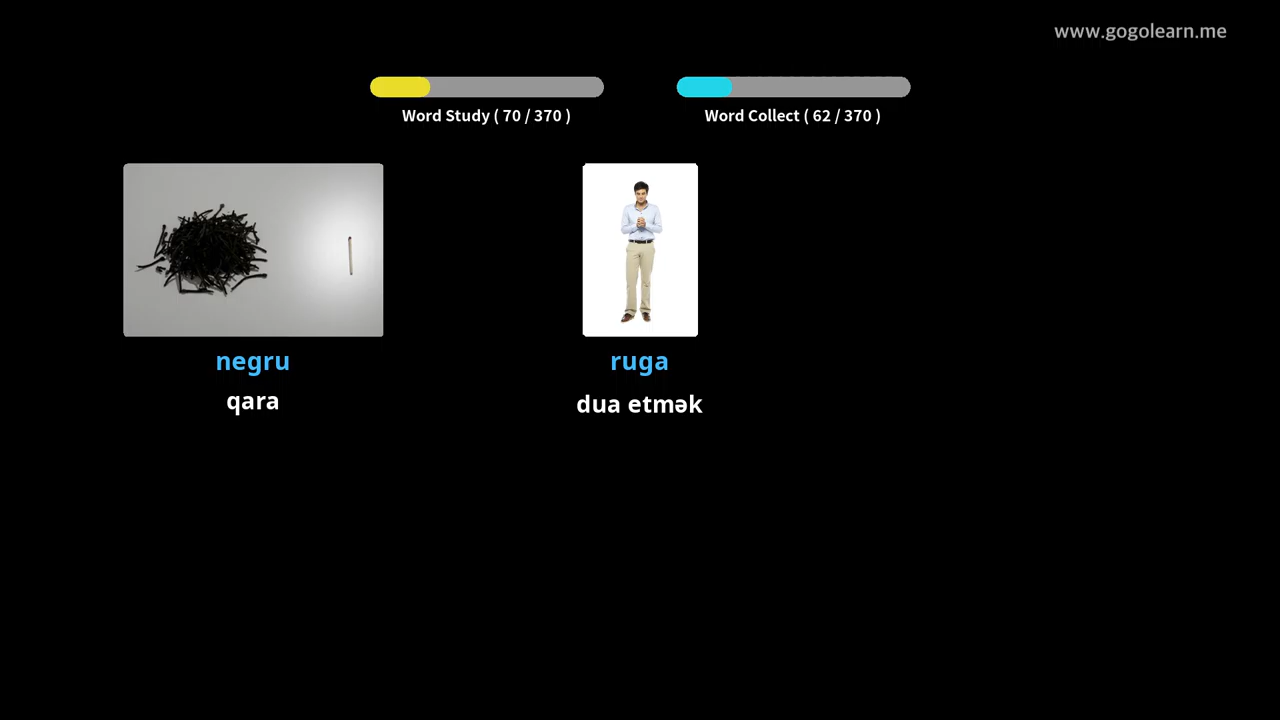 www.gogolearn.me
Word Study ( 70 / 370 )
Word Collect ( 62 / 370 )
negru
qara
ruga
dua etmək